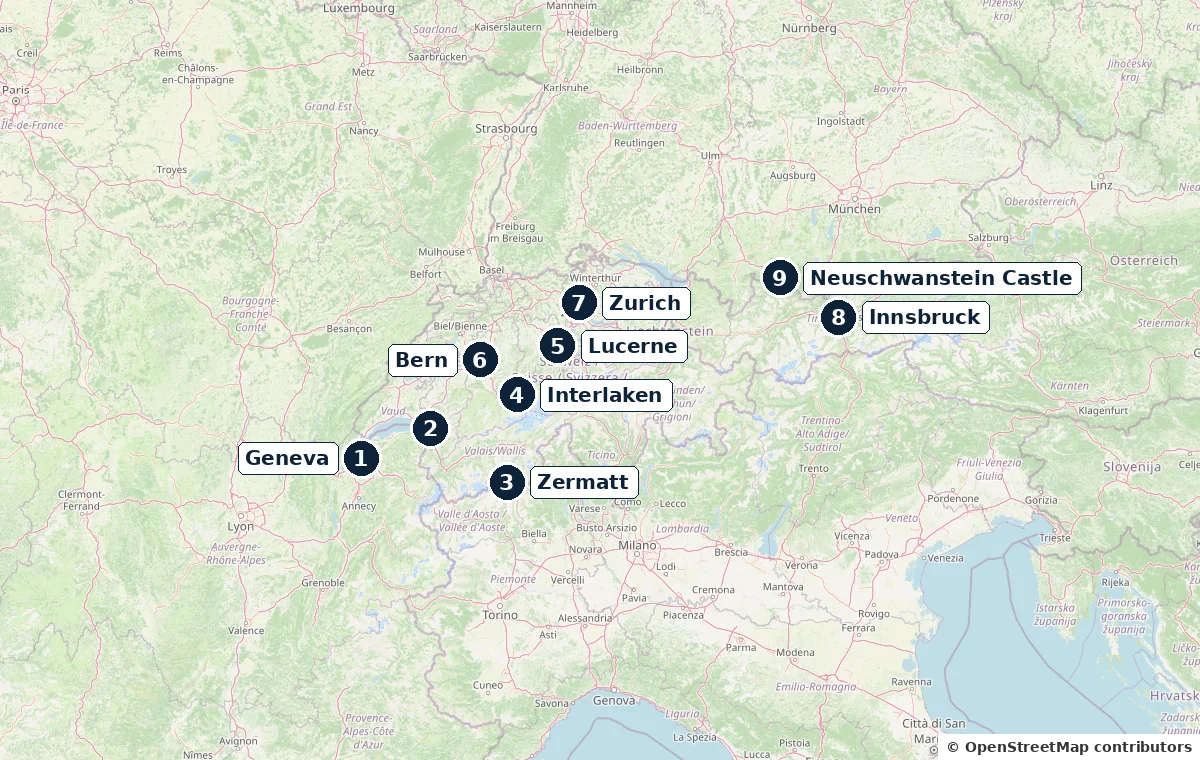 Luxembourg
Mannheim
Nürnberg
Plzeňský
kraj
Saarland
Kaiserslautern
Heidelberg
Creil
Reims
Saarbrücken
Châlons-
en-Champagne
Metz
Heilbronn
Jihočeský
kraj
Paris
Karlsruhe
Bayern
Île-de-France
Grand Est
Nancy
Strasbourg
Baden-Württemberg
Ingolstadt
Reutlingen
Troyes
Ulm
Augsburg
Linz
München
Oberösterreich
Freiburg
im Breisgau
Salzburg
Mulhouse
Belfort
Basel
Winterthur
Österreich
9
Neuschwanstein Castle
Bourgogne-
Franche-
Comté
7
Zurich
8
Innsbruck
Besançon
Biel/Bienne
Liechtenstein
Steiermark
Bern
6
5
Lucerne
4
Interlaken
Kärnten
Klagenfurt
Vaud
2
Trentino-
Alto Adige/
Südtirol
Geneva
1
Valais/Wallis
Ticino
Grigioni
Trento
Friuli-Venezia
Giulia
Slovenija
3
Zermatt
Clermont-
Ferrand
Annecy
Como
Lecco
Pordenone
Gorizia
Varese
Valle d'Aosta /
Vallée d'Aoste
Lyon
Biella
Busto Arsizio
Lombardia
Veneto
Vicenza
Trieste
Auvergne-
Rhône-Alpes
Novara
Milano
Brescia
Padova
Venezia
Lodi
Verona
Grenoble
Piemonte
Vercelli
Cremona
Mantova
Rijeka
Pavia
Torino
Alessandria
Piacenza
Rovigo
Istarska
županija
Primorsko-
goranska
županija
Valence
Asti
Ferrara
Parma
Modena
Cuneo
Emilia-Romagna
Ravenna
Savona
Genova
Hrvatska
Provence-
Alpes-Côte
d'Azur
Liguria
Città di San
La Spezia
Avignon
Pistoia
Nîmes
Lucca
© OpenStreetMap contributors